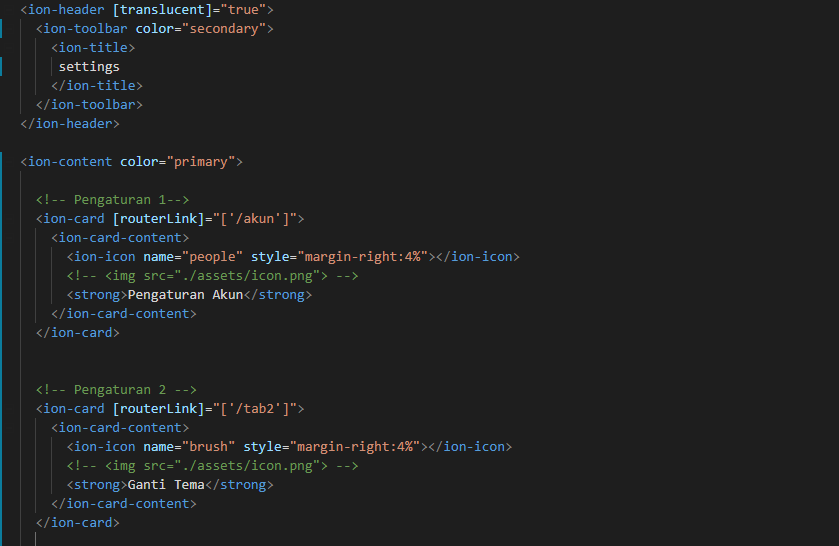 <ion-header [translucent]="true">
<ion-toolbar color="secondary">
<ion-title>
settings
</ion-title>
</ion-toolbar>
</ion-header>
<ion-content color="primary">
<!-- Pengaturan 1-->
<ion-card [routerLink]="['/akun']">
<ion-card-content>
<ion-icon name="people" style="margin-right:4%"></ion-icon>
<!-- <img src="./assets/icon.png"> -->
<strong>Pengaturan Akun</strong>
</ion-card-content>
</ion-card>
<!-- Pengaturan 2 -->
<ion-card [routerLink]="['/tab2']">
<ion-card-content>
<ion-icon name="brush" style="margin-right:4%"></ion-icon>
<!-- <img src="./assets/icon.png"> -->
<strong>Ganti Tema</strong>
</ion-card-content>
</ion-card>